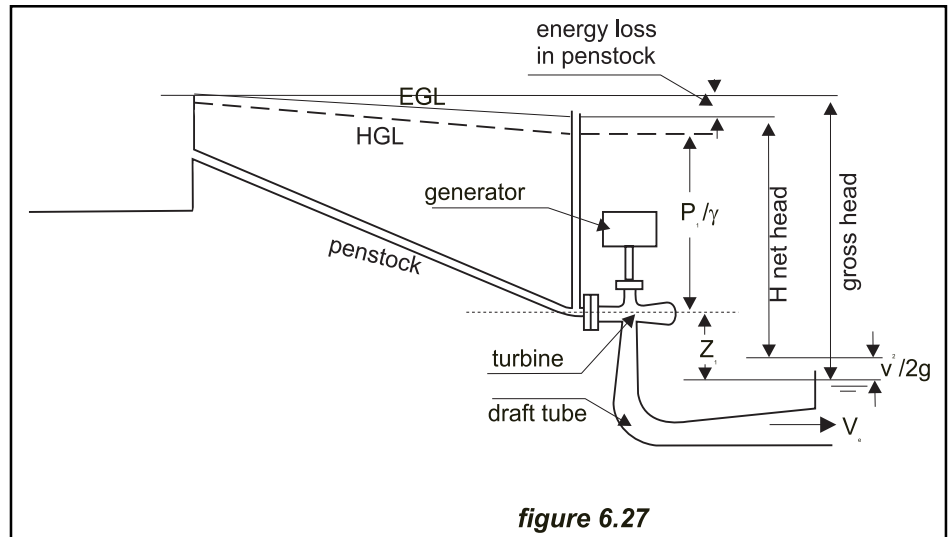 energy loss
in penstock
EGL
HGL
generator
P₁/γ
H net head
gross head
penstock
turbine
Z₁
v²/2g
draft tube
Vₑ
figure 6.27